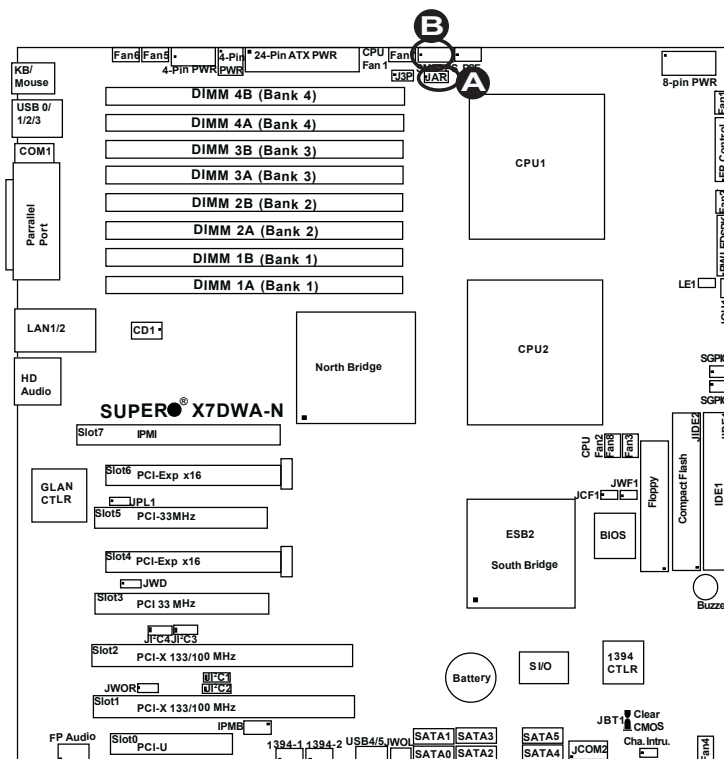 B
Fan6 Fan5
4-Pin PWR
4-Pin PWR
24-Pin ATX PWR
CPU Fan 1
8-pin PWR
KB/
Mouse
J3P
JAR
A
Fan1
FP Control
USB 0/
1/2/3
COM1
Parrallel
Port
DIMM 4B (Bank 4)
DIMM 4A (Bank 4)
DIMM 3B (Bank 3)
DIMM 3A (Bank 3)
DIMM 2B (Bank 2)
DIMM 2A (Bank 2)
DIMM 1B (Bank 1)
DIMM 1A (Bank 1)
CPU1
LE1
LAN1/2
CD1
North Bridge
CPU2
HD
Audio
SUPER® X7DWA-N
Slot7 IPMI
Slot6 PCI-Exp x16
GLAN
CTLR
JPL1
Slot5 PCI-33MHz
Slot4 PCI-Exp x16
JWD
Slot3 PCI 33 MHz
JI²C4 JI²C3
Slot2 PCI-X 133/100 MHz
JI²C1
JI²C2
JWOR
Slot1 PCI-X 133/100 MHz
IPMB
FP Audio
Slot0 PCI-U
1394-1 1394-2
USB4/5
JWOL
CPU Fan2
Fan8
Fan3
JWF1
JCF1
BIOS
Floppy
Compact Flash
JIDE2
IDE1
ESB2
South Bridge
Battery
S I/O
1394
CTLR
JBT1
Clear
CMOS
Cha. Intru.
SATA1 SATA3
SATA0 SATA2
SATA5
SATA4
JCOM2
Fan4